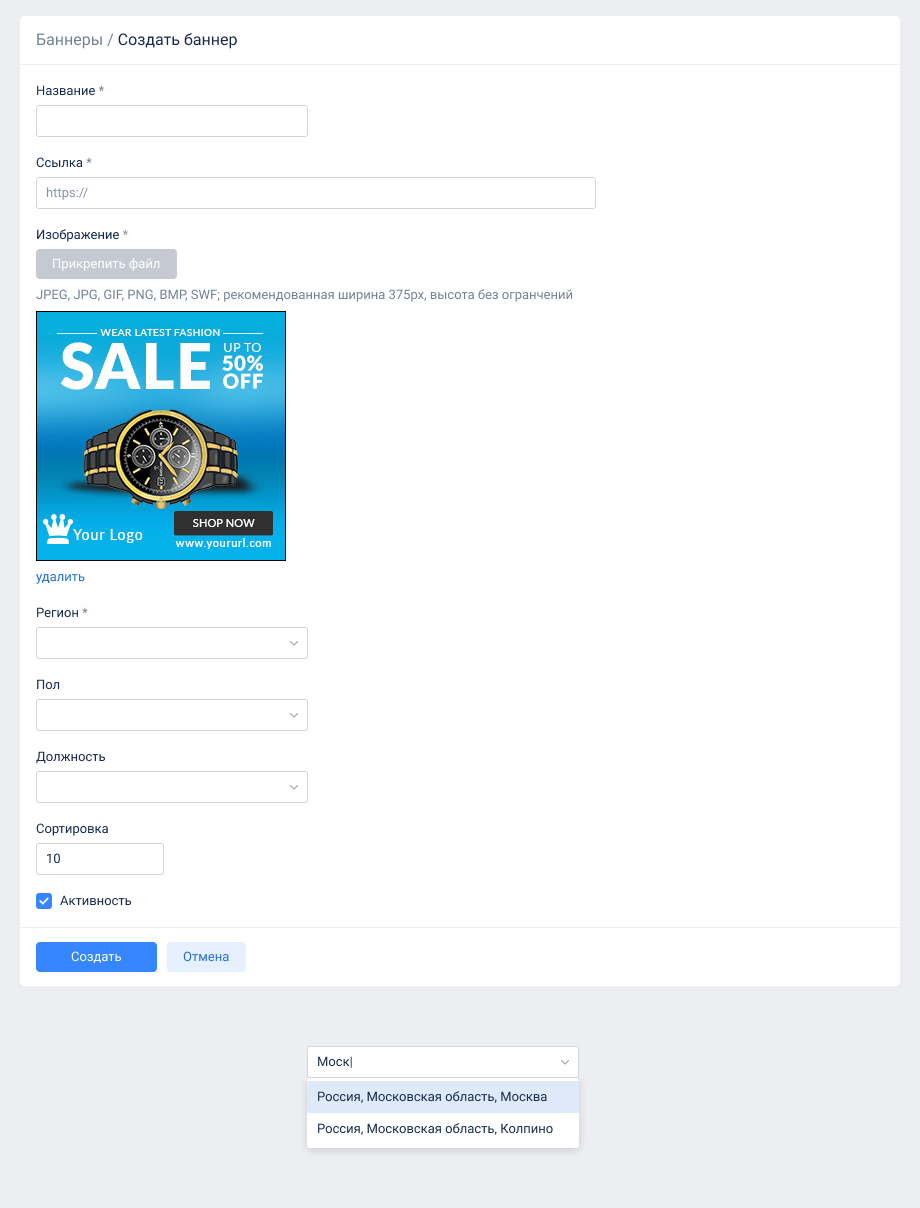 Баннеры / Создать баннер
Название *
Ссылка *
https://
Изображение *
Прикрепить файл
JPEG, JPG, GIF, PNG, BMP, SWF; рекомендованная ширина 375px, высота без огранчений
WEAR LATEST FASHION
SALE
UP TO
50%
OFF
SHOP NOW
Your Logo
www.yoururl.com
удалить
Регион *
Пол
Должность
Сортировка
10
Активность
Создать
Отмена
Моск
Россия, Московская область, Москва
Россия, Московская область, Колпино